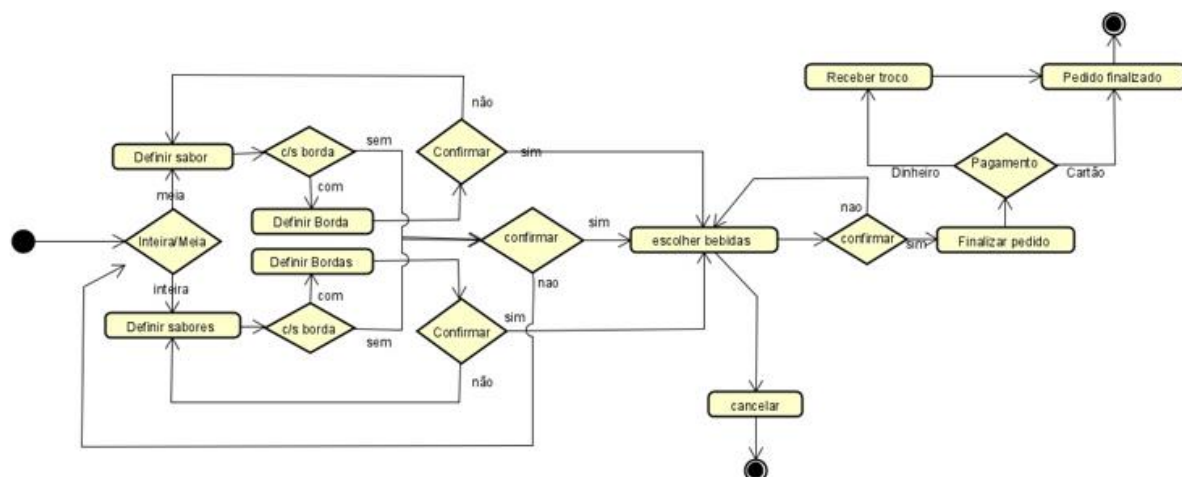 Receber troco
Pedido finalizado
não
Definir sabor
c/s borda
sem
Confirmar
sim
Dinheiro
Pagamento
Cartão
meia
com
Definir Borda
nao
Inteira/Meia
confirmar
sim
escolher bebidas
confirmar
sim
Finalizar pedido
Definir Bordas
inteira
com
nao
Definir sabores
c/s borda
sem
Confirmar
sim
não
cancelar